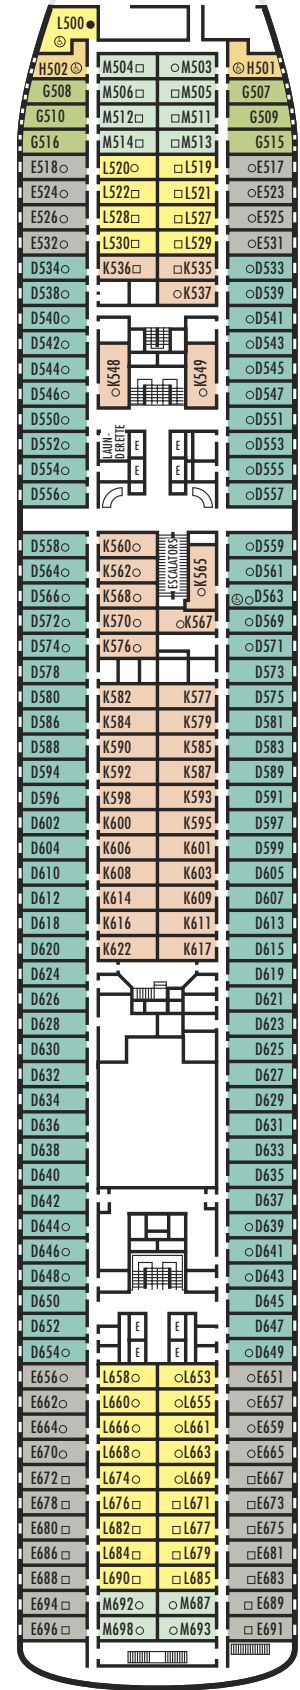 L500
H502 M504 M503 H501
G508 M506 M505 G507
G510 M512 M511 G509
G516 M514 M513 G515
E518 L520 L519 E517
E524 L522 L521 E523
E526 L528 L527 E525
E532 L530 L529 E531
D534 K536 K535 D533
D538 K537 D539
D540 D541
D542 D543
D544 K548 K549 D545
D546 D547
D550 D551
D552 LAUN-DERETTE E E D553
D554 E E D555
D556 D557
D558 K560 ESCALATORS K565 D559
D564 K562 D561
D566 K568 D563
D572 K570 K567 D569
D574 K576 D571
D578 D573
D580 K582 K577 D575
D586 K584 K579 D581
D588 K590 K585 D583
D594 K592 K587 D589
D596 K598 K593 D591
D602 K600 K595 D597
D604 K606 K601 D599
D610 K608 K603 D605
D612 K614 K609 D607
D618 K616 K611 D613
D620 K622 K617 D615
D624 D619
D626 D621
D628 D623
D630 D625
D632 D627
D634 D629
D636 D631
D638 D633
D640 D635
D642 D637
D644 D639
D646 D641
D648 D643
D650 D645
D652 E E D647
D654 E E D649
E656 L658 L653 E651
E662 L660 L655 E657
E664 L666 L661 E659
E670 L668 L663 E665
E672 L674 L669 E667
E678 L676 L671 E673
E680 L682 L677 E675
E686 L684 L679 E681
E688 L690 L685 E683
E694 M692 M687 E689
E696 M698 M693 E691